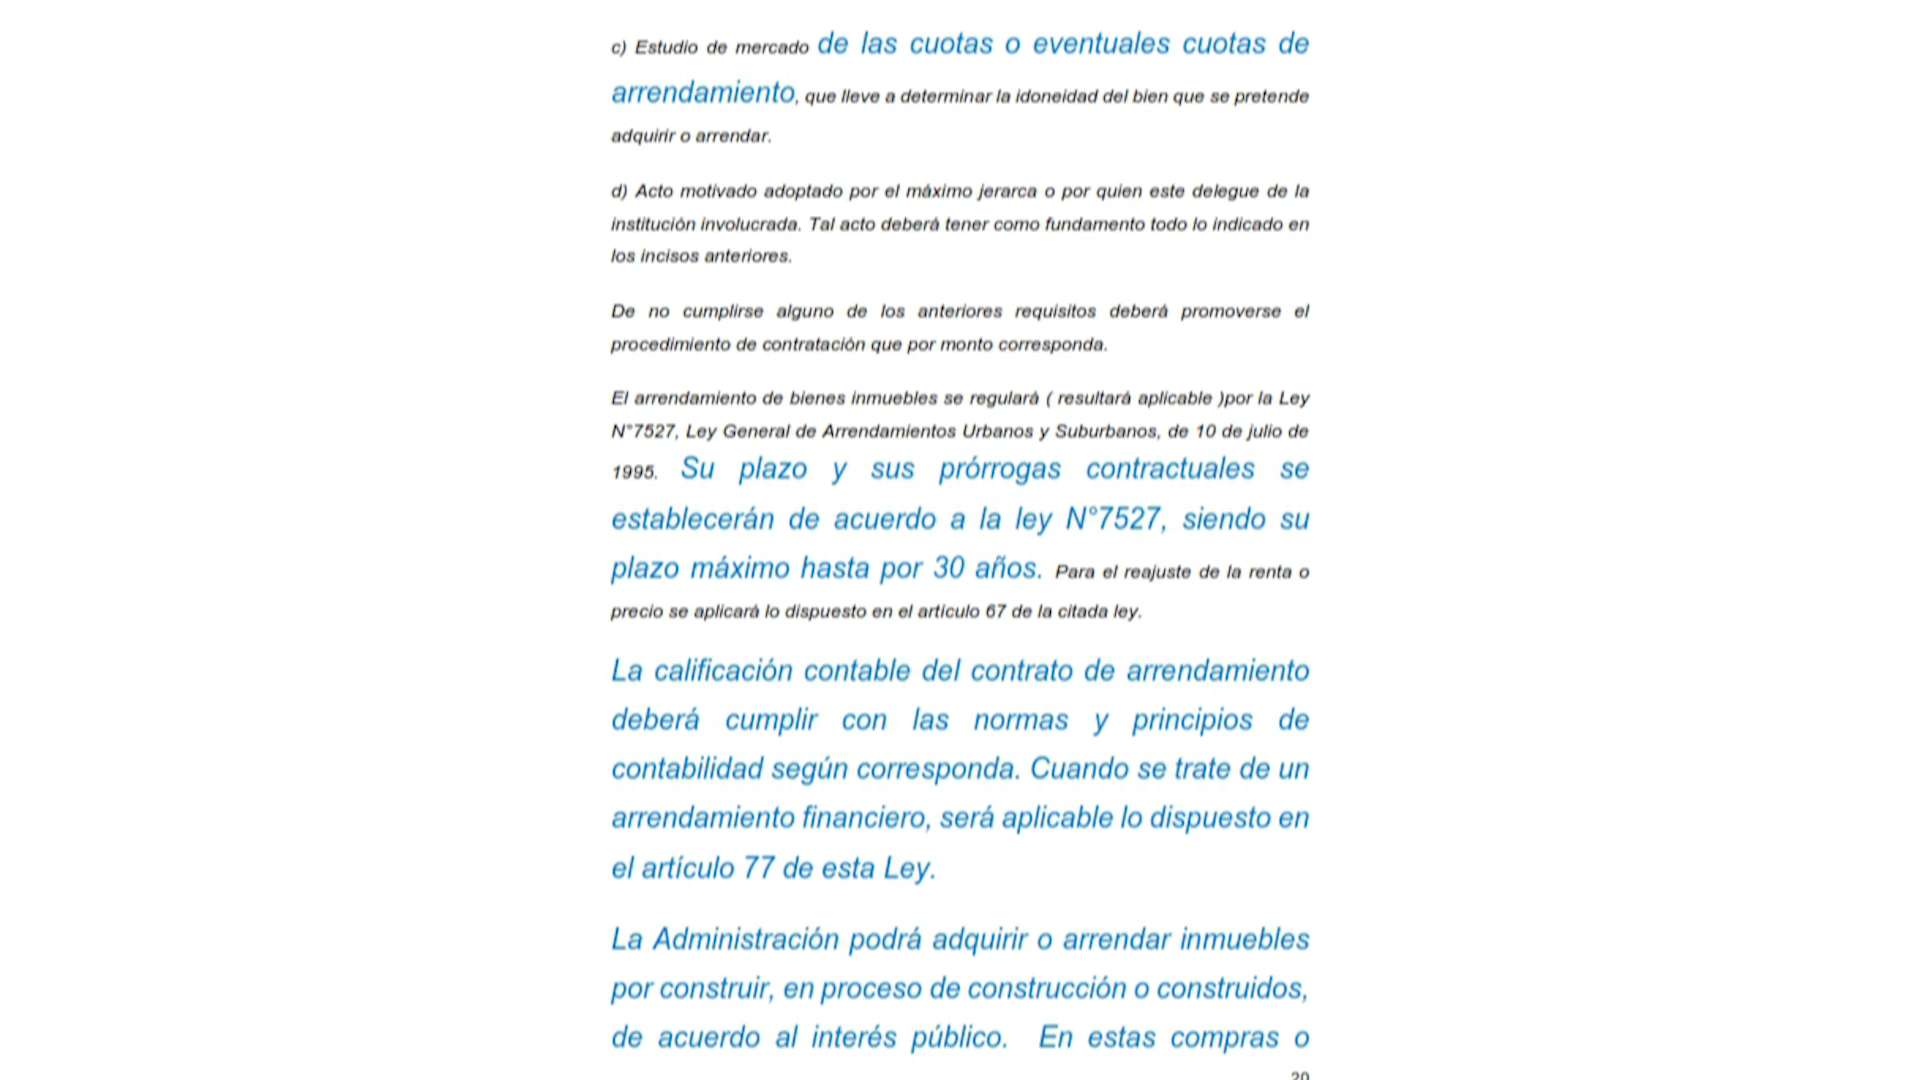 c) Estudio de mercado de las cuotas o eventuales cuotas de
arrendamiento, que lleve a determinar la idoneidad del bien que se pretende
adquirir o arrendar.
d) Acto motivado adoptado por el máximo jerarca o por quien este delegue de la
institución involucrada. Tal acto deberá tener como fundamento todo lo indicado en
los incisos anteriores.
De no cumplirse alguno de los anteriores requisitos deberá promoverse el
procedimiento de contratación que por monto corresponda.
El arrendamiento de bienes inmuebles se regulará ( resultará aplicable )por la Ley
N°7527, Ley General de Arrendamientos Urbanos y Suburbanos, de 10 de julio de
1995. Su plazo y sus prórrogas contractuales se
establecerán de acuerdo a la ley N°7527, siendo su
plazo máximo hasta por 30 años. Para el reajuste de la renta o
precio se aplicará lo dispuesto en el artículo 67 de la citada ley.
La calificación contable del contrato de arrendamiento
deberá cumplir con las normas y principios de
contabilidad según corresponda. Cuando se trate de un
arrendamiento financiero, será aplicable lo dispuesto en
el artículo 77 de esta Ley.
La Administración podrá adquirir o arrendar inmuebles
por construir, en proceso de construcción o construidos,
de acuerdo al interés público. En estas compras o
20